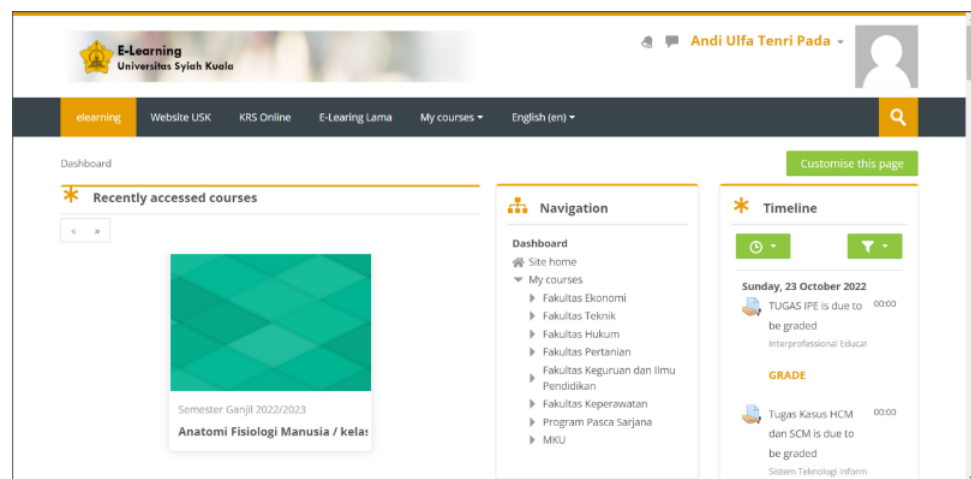 E-Learning
Universitas Syiah Kuala
Andi Ulfa Tenri Pada
elearning
Website USK
KRS Online
E-Learing Lama
My courses
English (en)
Dashboard
Customise this page
Recently accessed courses
« »
Semester Ganjil 2022/2023
Anatomi Fisiologi Manusia / kelas
Navigation
Dashboard
Site home
My courses
Fakultas Ekonomi
Fakultas Teknik
Fakultas Hukum
Fakultas Pertanian
Fakultas Keguruan dan Ilmu
Pendidikan
Fakultas Keperawatan
Program Pasca Sarjana
MKU
Timeline
Sunday, 23 October 2022
TUGAS IPE is due to 00:00
be graded
Interprofessional Educat
GRADE
Tugas Kasus HCM 00:00
dan SCM is due to
be graded
Sistem Teknologi Inform